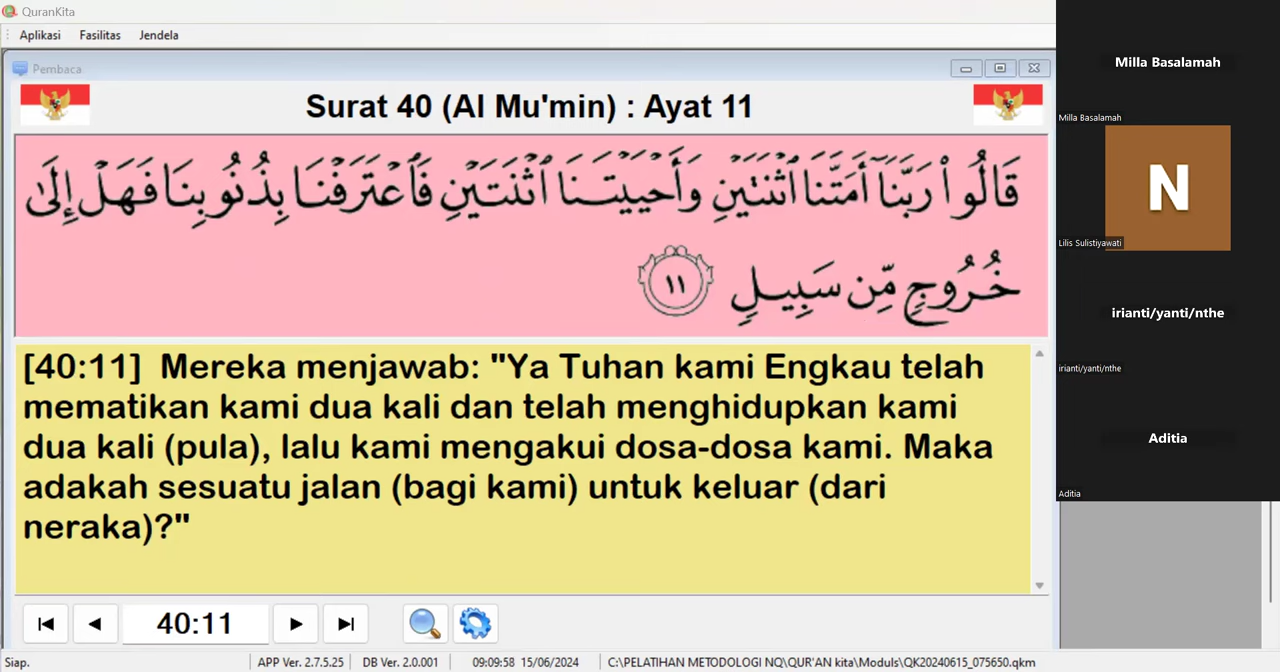 QuranKita
Aplikasi Fasilitas Jendela
Pembaca
Surat 40 (Al Mu'min) : Ayat 11
قَالُوا۟ رَبَّنَآ أَمَتَّنَا ٱثْنَتَيْنِ وَأَحْيَيْتَنَا ٱثْنَتَيْنِ فَٱعْتَرَفْنَا بِذُنُوبِنَا فَهَلْ إِلَىٰ
خُرُوجٍ مِّن سَبِيلٍ ١١
[40:11] Mereka menjawab: "Ya Tuhan kami Engkau telah
mematikan kami dua kali dan telah menghidupkan kami
dua kali (pula), lalu kami mengakui dosa-dosa kami. Maka
adakah sesuatu jalan (bagi kami) untuk keluar (dari
neraka)?"
40:11
Siap. APP Ver. 2.7.5.25 DB Ver. 2.0.001 09:09:58 15/06/2024 C:\PELATIHAN METODOLOGI NQ\QUR'AN kita\Moduls\QK20240615_075650.qkm
Milla Basalamah
Milla Basalamah
N
Lilis Sulistiyawati
irianti/yanti/nthe
irianti/yanti/nthe
Aditia
Aditia